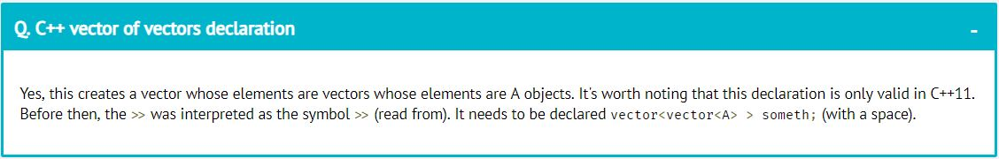 Q. C++ vector of vectors declaration
-
Yes, this creates a vector whose elements are vectors whose elements are A objects. It's worth noting that this declaration is only valid in C++11.
Before then, the >> was interpreted as the symbol >> (read from). It needs to be declared vector<vector<A> > someth; (with a space).